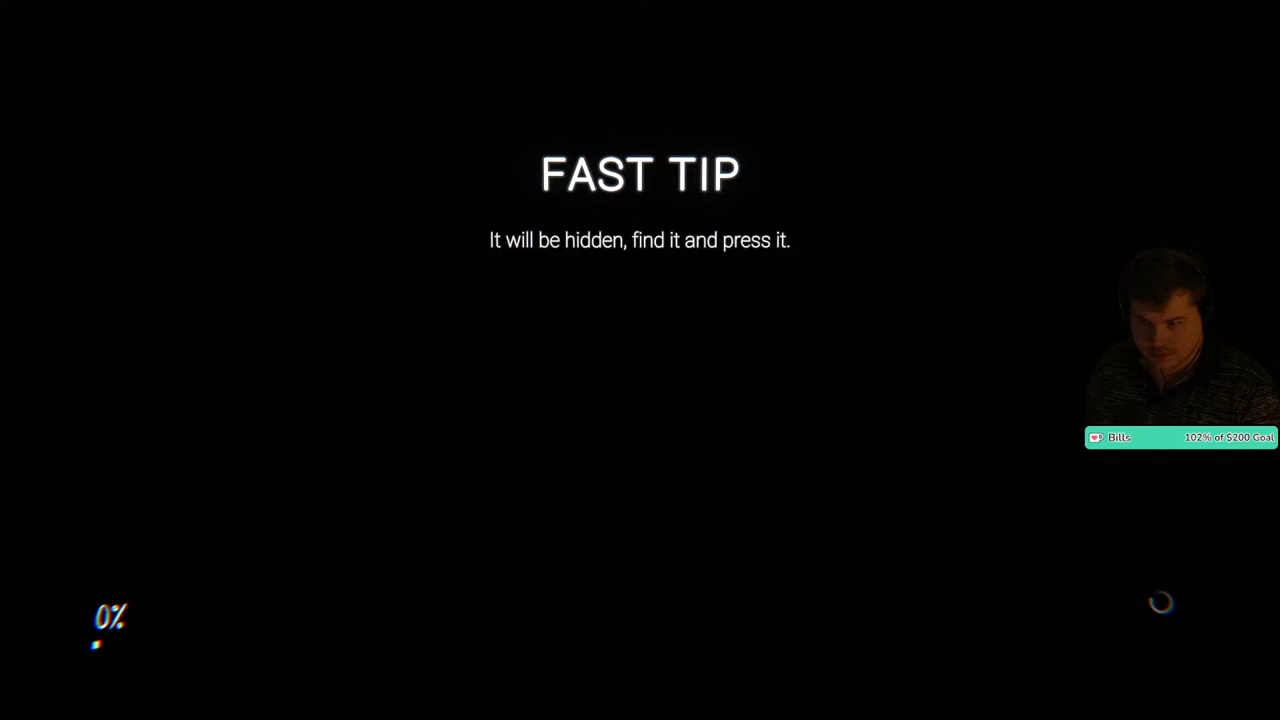 FAST TIP
It will be hidden, find it and press it.
Bills 102% of $200 Goal
0%